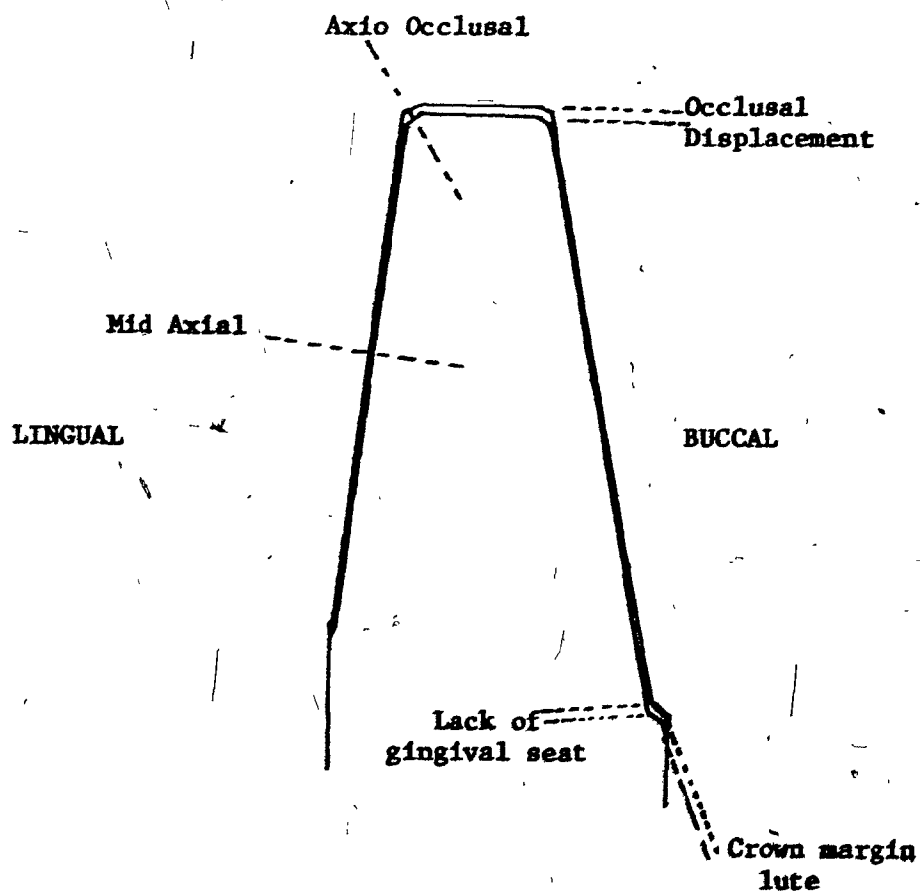 Axio Occlusal
Occlusal
Displacement
Mid Axial
LINGUAL
BUCCAL
Lack of
gingival seat
Crown margin
lute